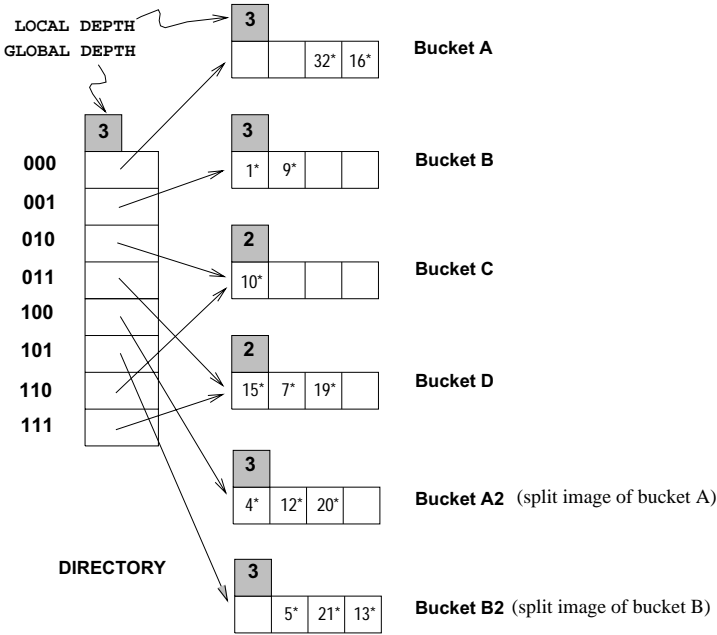 LOCAL DEPTH
GLOBAL DEPTH
3
32* 16*
Bucket A
3
000
001
010
011
100
101
110
111
3
1* 9*
Bucket B
2
10*
Bucket C
2
15* 7* 19*
Bucket D
3
4* 12* 20*
Bucket A2 (split image of bucket A)
DIRECTORY
3
5* 21* 13*
Bucket B2 (split image of bucket B)